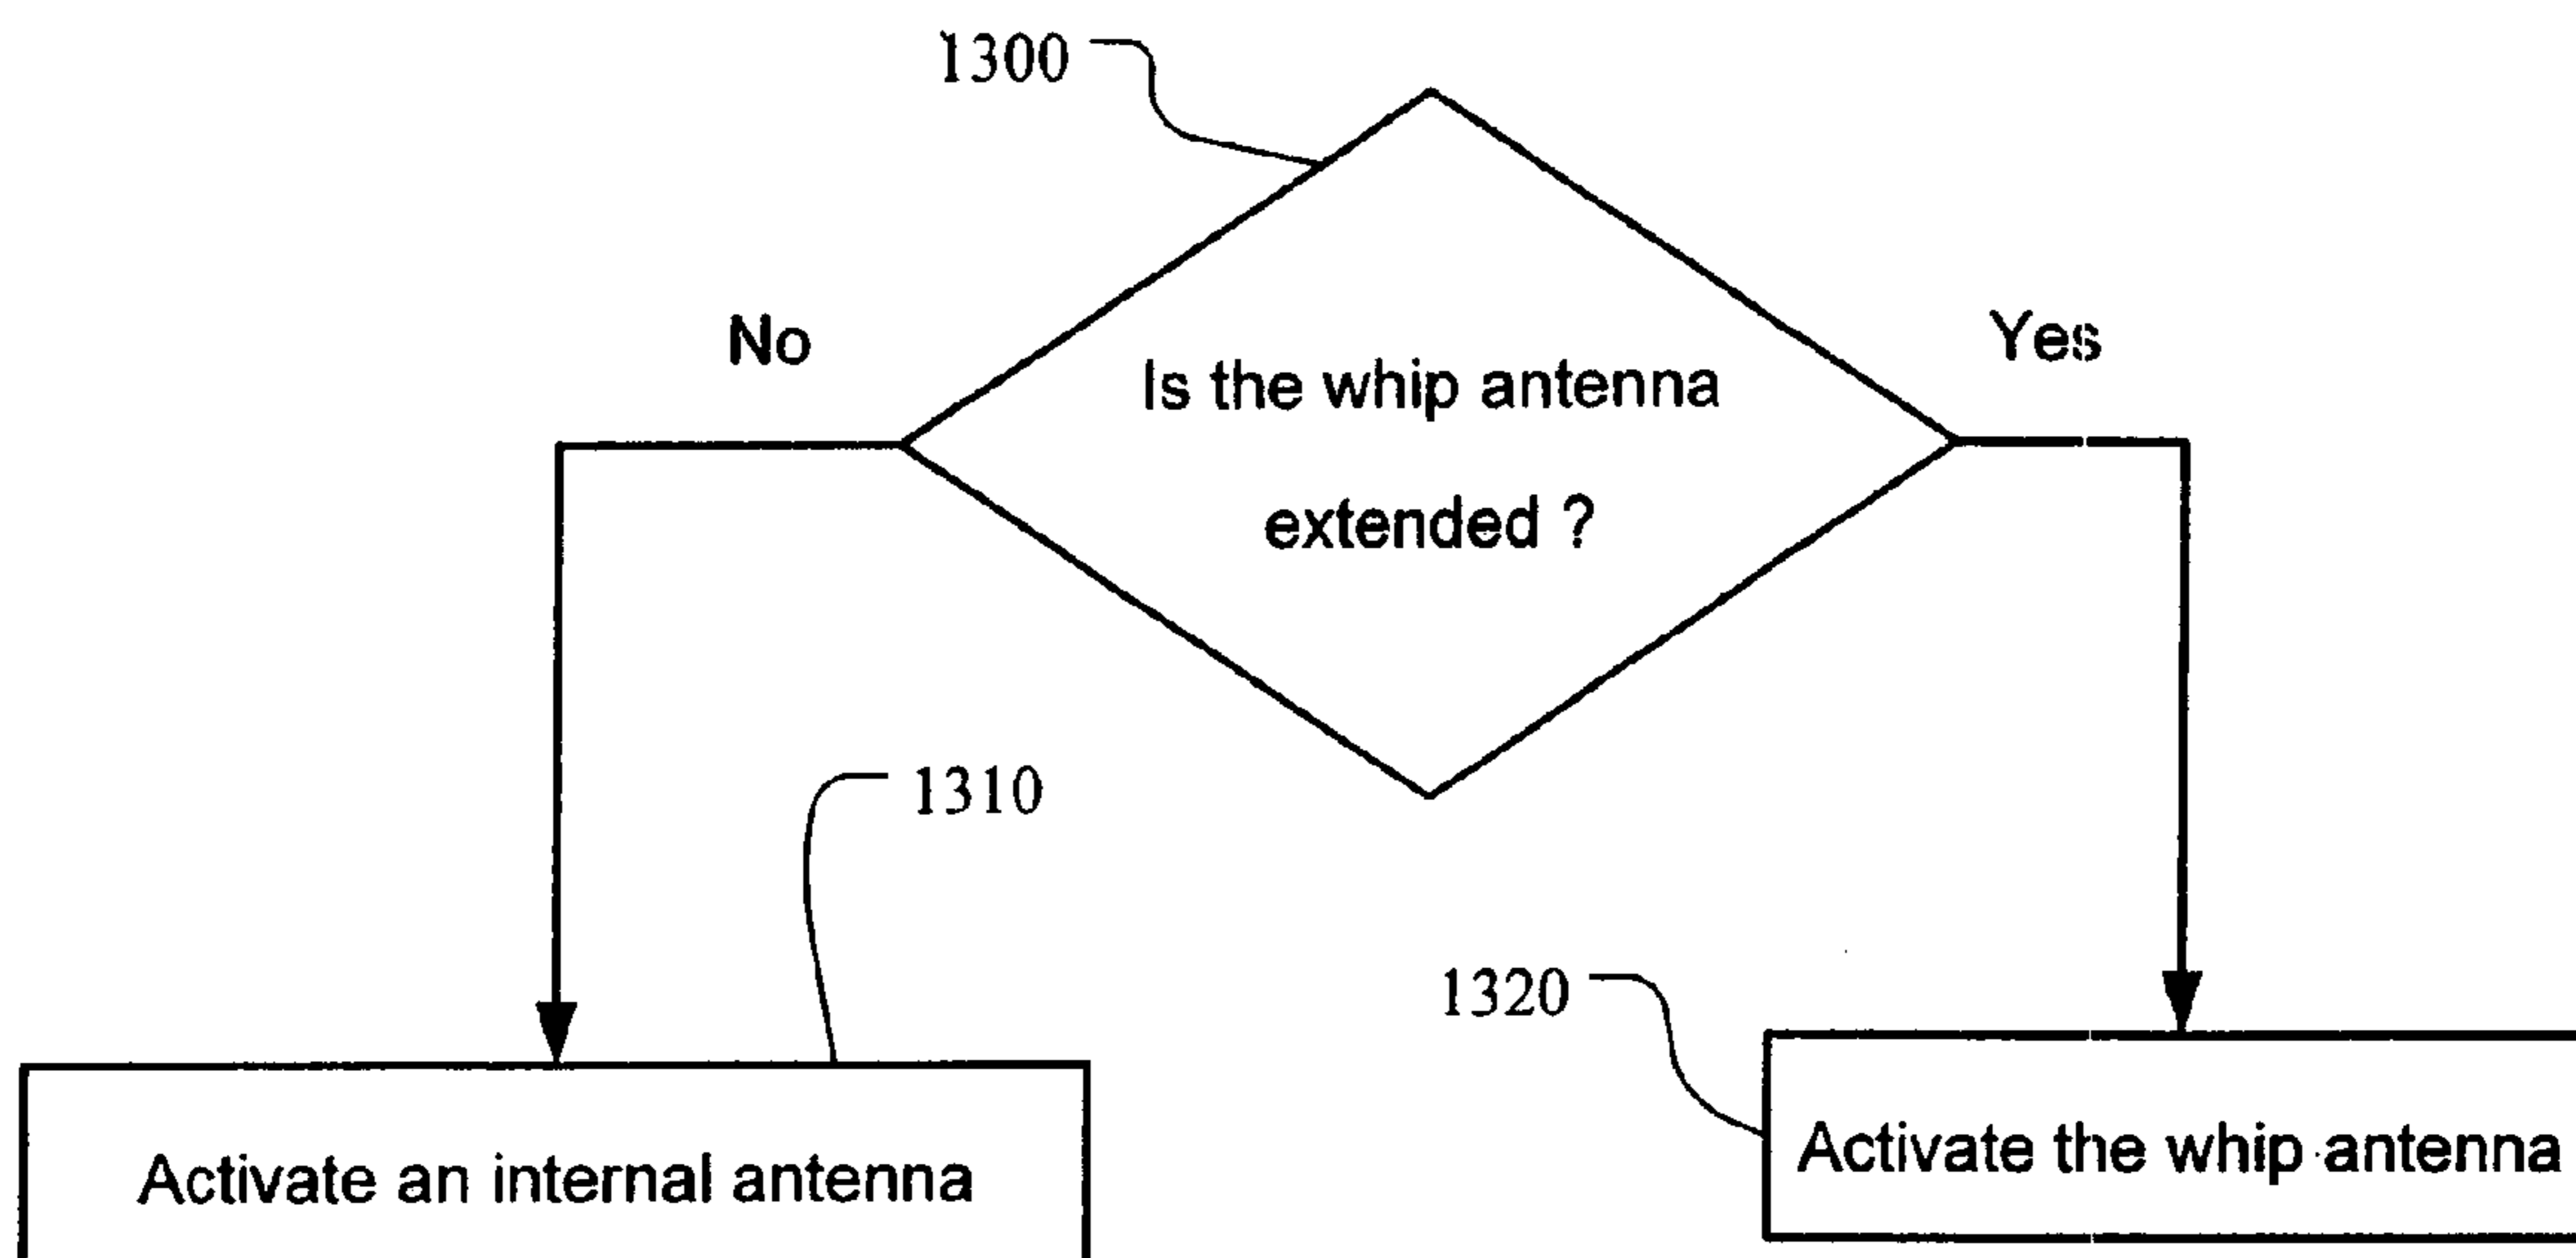 1300
No
Yes
Is the whip antenna
extended ?
1310
1320
Activate an internal antenna
Activate the whip antenna